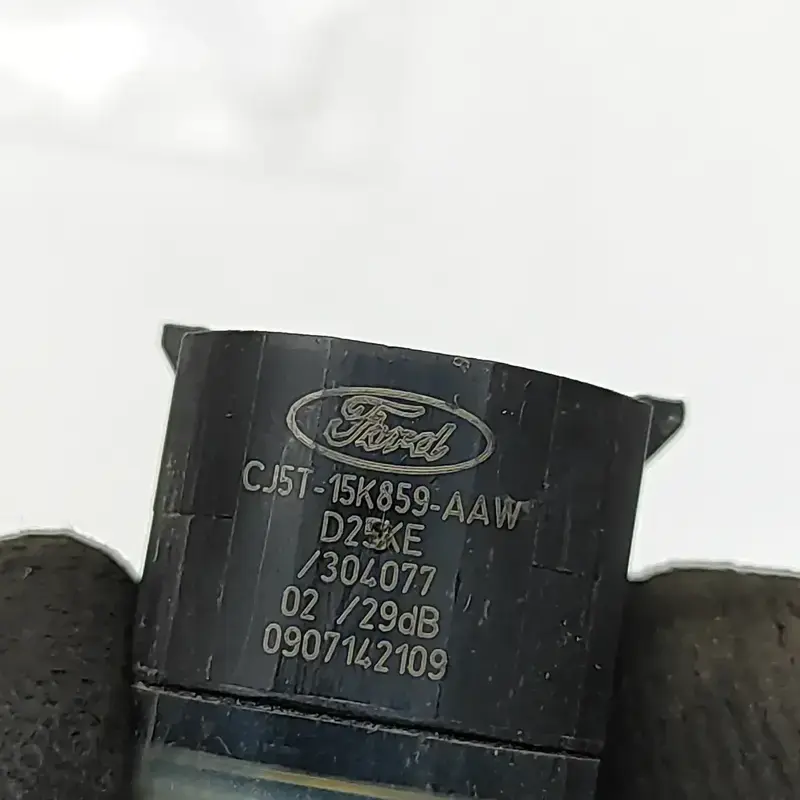 Ford
CJ5T-15K859-AAW
D25KE
/304077
02 /29dB
0907142109